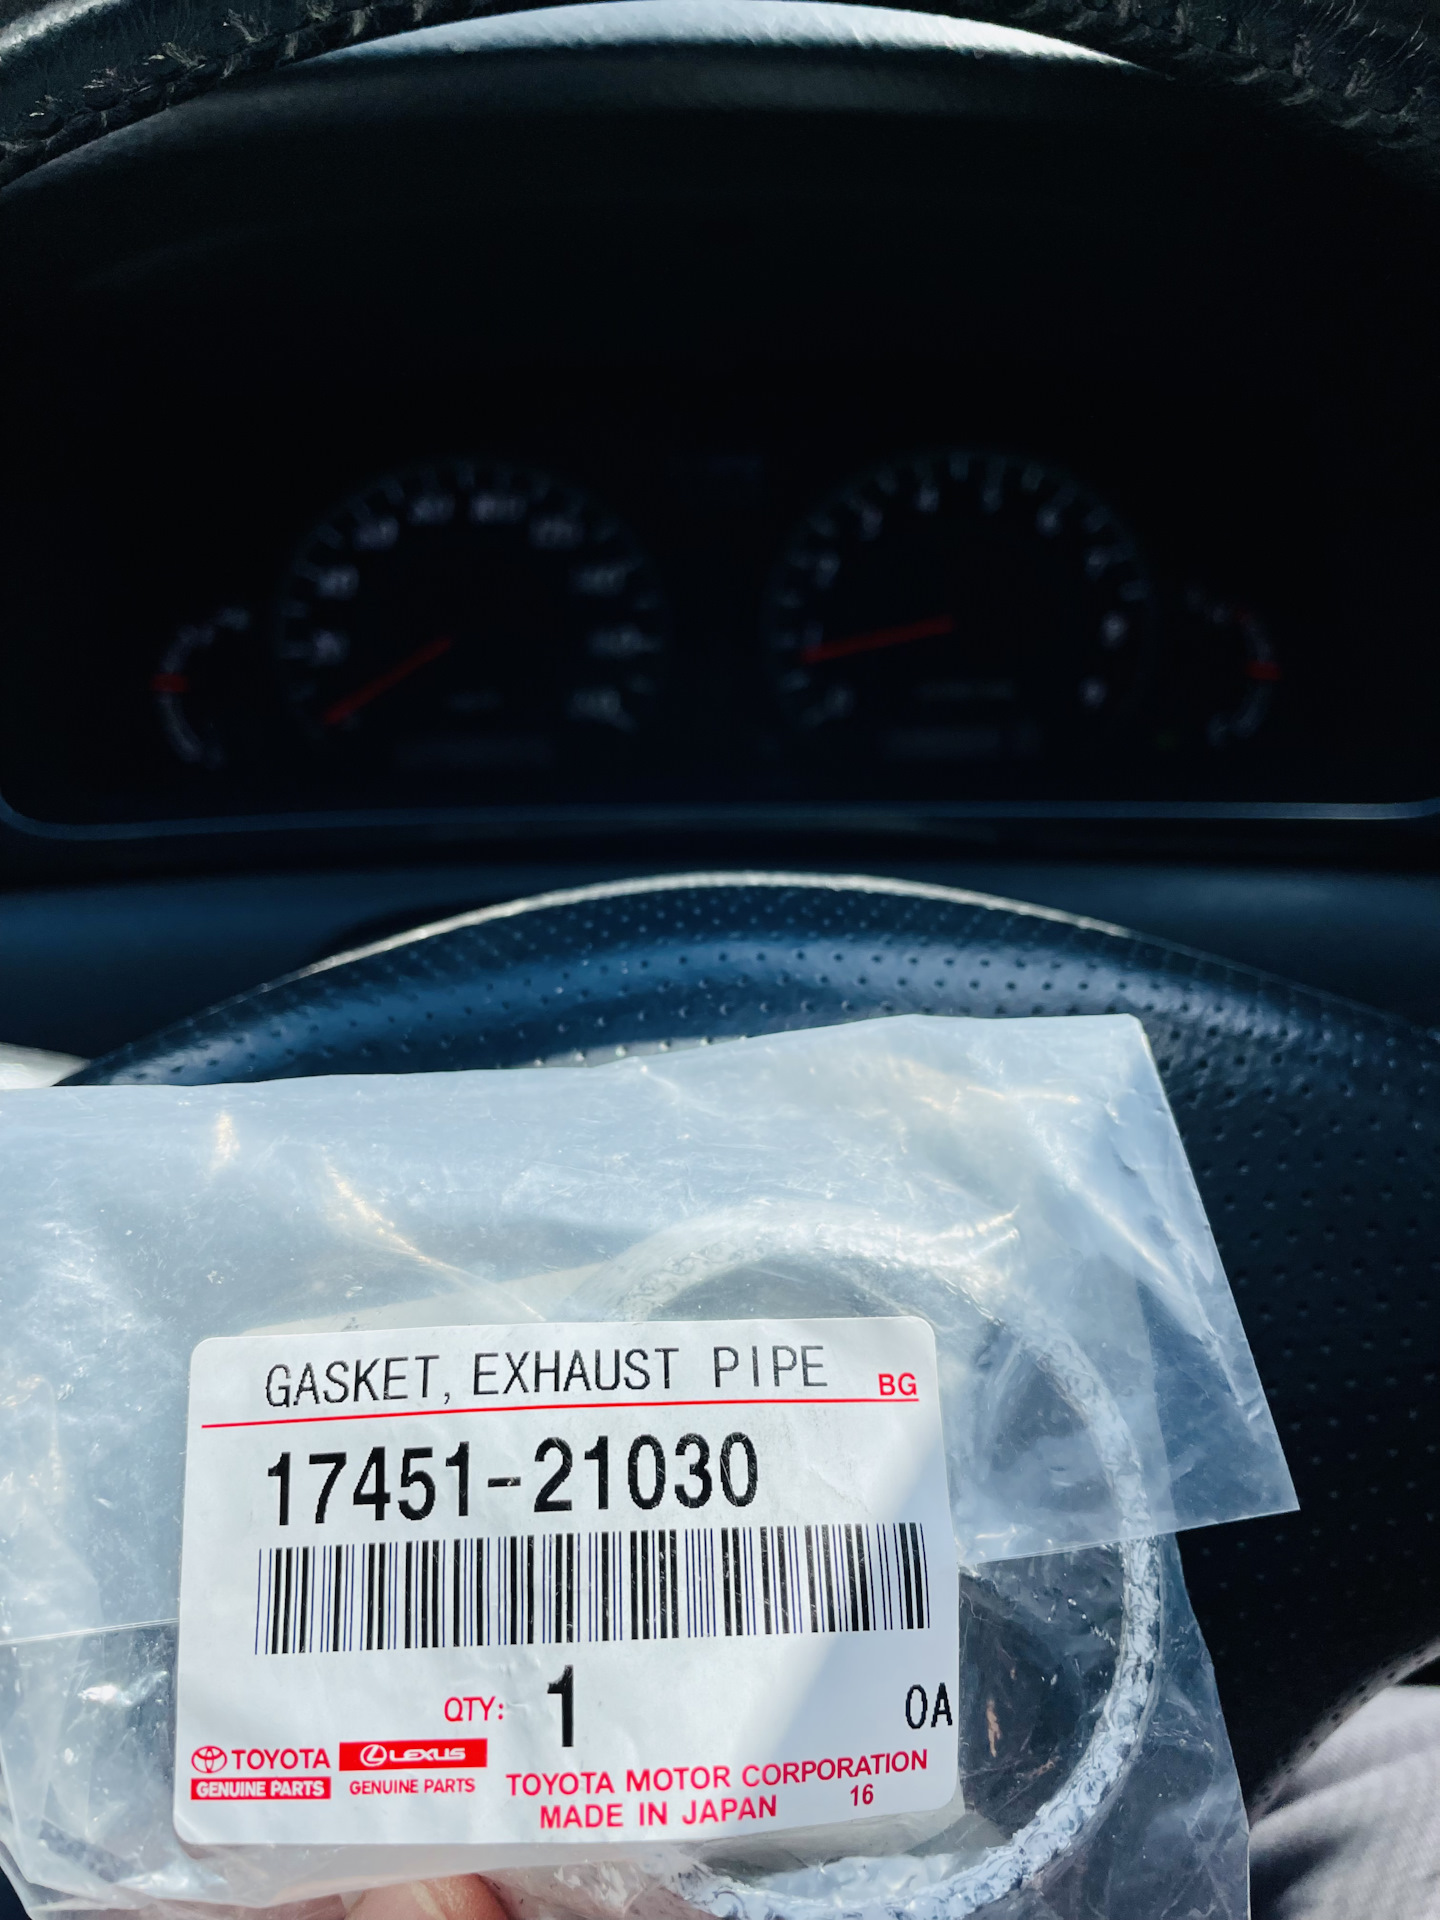 GASKET, EXHAUST PIPE BG
17451-21030
QTY: 1 0A
TOYOTA LEXUS
GENUINE PARTS GENUINE PARTS
TOYOTA MOTOR CORPORATION
MADE IN JAPAN 16